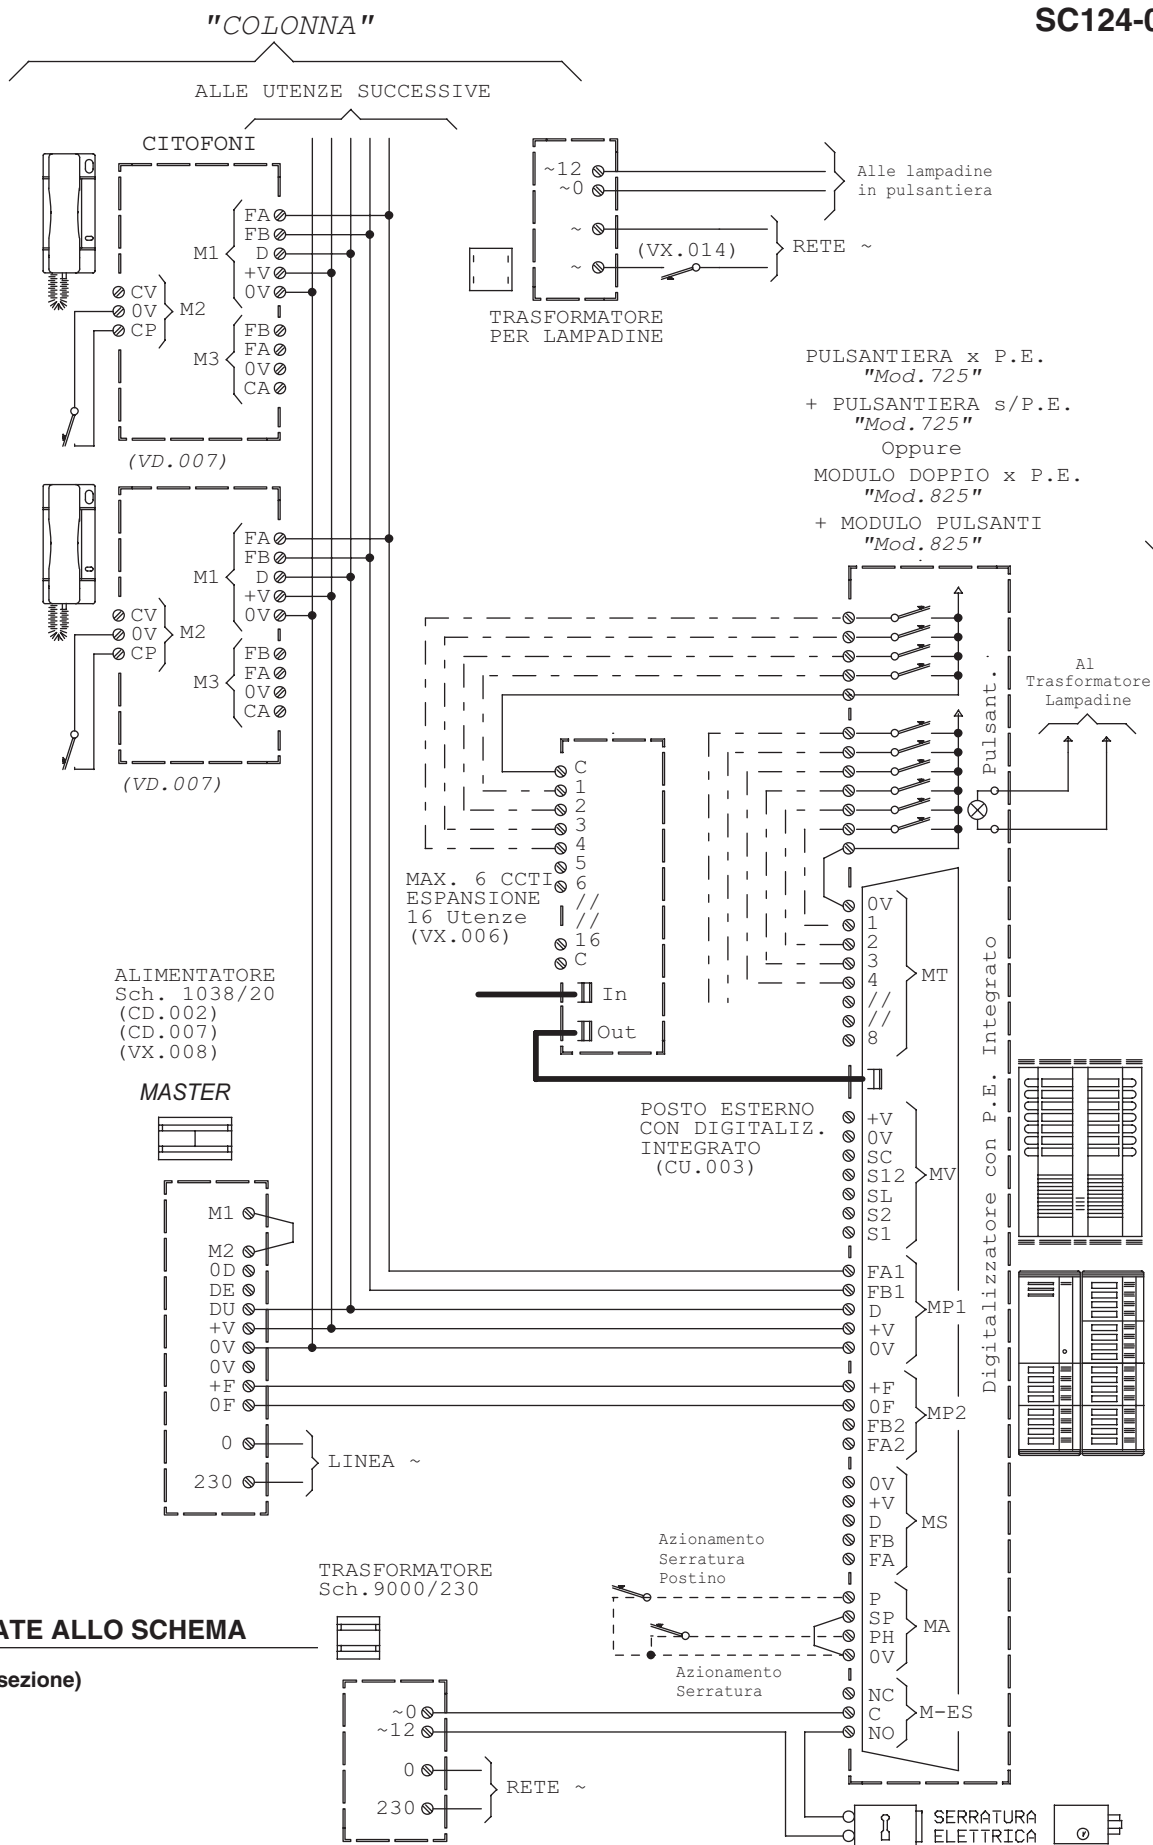 SC124-0
"COLONNA"
ALLE UTENZE SUCCESSIVE
CITOFONI
FA
FB
D
+V
0V
M1
CV
0V
CP
M2
FB
FA
0V
CA
M3
(VD.007)
FA
FB
D
+V
0V
M1
CV
0V
CP
M2
FB
FA
0V
CA
M3
(VD.007)
~12
~0
~
~
(VX.014)
Alle lampadine
in pulsantiera
RETE ~
TRASFORMATORE
PER LAMPADINE
PULSANTIERA x P.E.
"Mod.725"
+ PULSANTIERA s/P.E.
"Mod.725"
Oppure
MODULO DOPPIO x P.E.
"Mod.825"
+ MODULO PULSANTI
"Mod.825"
Pulsant.
Al
Trasformatore
Lampadine
C
1
2
3
4
5
6
//
//
16
C
In
Out
MAX. 6 CCTI
ESPANSIONE
16 Utenze
(VX.006)
0V
1
2
3
4
//
//
8
MT
Digitalizzatore con P.E. Integrato
POSTO ESTERNO
CON DIGITALIZ.
INTEGRATO
(CU.003)
+V
0V
SC
S12
SL
S2
S1
MV
FA1
FB1
D
+V
0V
MP1
+F
0F
FB2
FA2
MP2
0V
+V
D
FB
FA
MS
P
SP
PH
0V
MA
NC
C
NO
M-ES
ALIMENTATORE
Sch. 1038/20
(CD.002)
(CD.007)
(VX.008)
MASTER
M1
M2
0D
DE
DU
+V
0V
0V
+F
0F
0
230
LINEA ~
Azionamento
Serratura
Postino
Azionamento
Serratura
TRASFORMATORE
Sch.9000/230
ATE ALLO SCHEMA
sezione)
~0
~12
0
230
RETE ~
SERRATURA
ELETTRICA